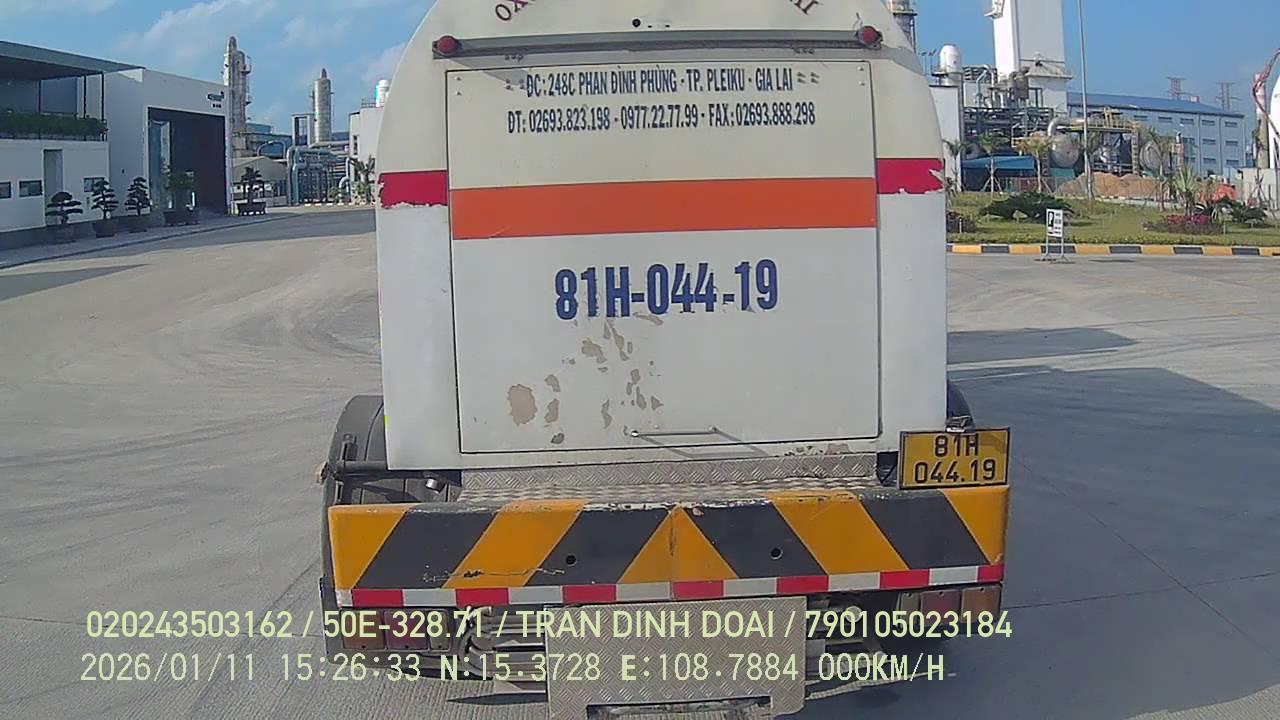 ĐC: 248C PHAN ĐÌNH PHÙNG - TP. PLEIKU - GIA LAI
ĐT: 02693.823.198 - 0977.22.77.99 - FAX: 02693.888.298
81H-044-19
81H
044.19
020243503162 / 50E-328.71 / TRAN DINH DOAI / 790105023184
2026/01/11 15:26:33 N:15.3728 E:108.7884 000KM/H